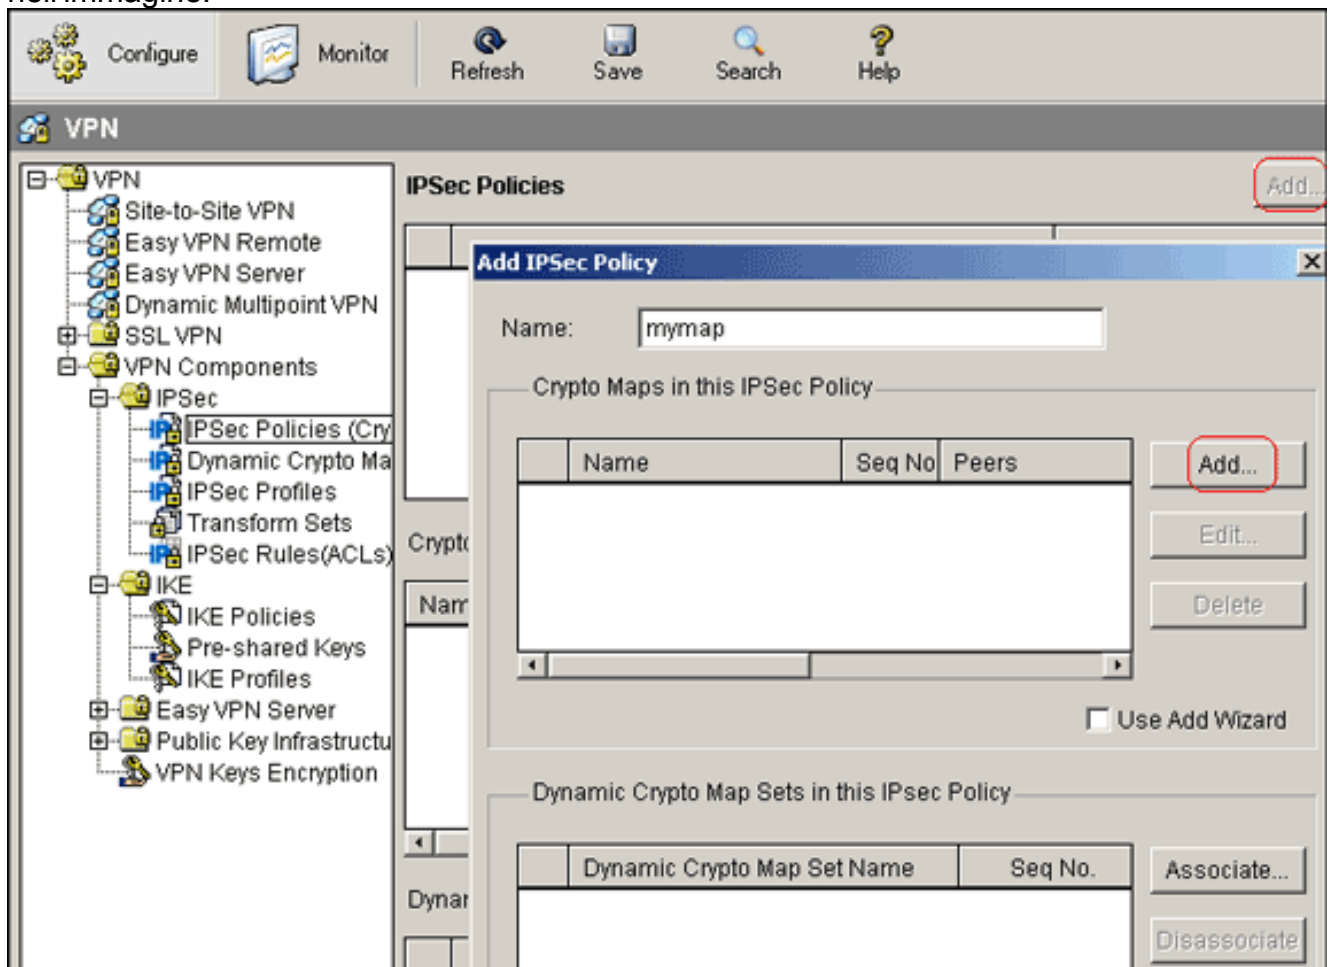 nell'immagine.
Configure
Monitor
Refresh
Save
Search
Help
VPN
VPN
Site-to-Site VPN
Easy VPN Remote
Easy VPN Server
Dynamic Multipoint VPN
SSL VPN
VPN Components
IPSec
IPSec Policies (Cry
Dynamic Crypto Ma
IPSec Profiles
Transform Sets
IPSec Rules(ACLs)
IKE
IKE Policies
Pre-shared Keys
IKE Profiles
Easy VPN Server
Public Key Infrastructu
VPN Keys Encryption
IPSec Policies
Add...
Crypto
Nam
Dynar
Add IPSec Policy
Name: mymap
Crypto Maps in this IPSec Policy
Name Seq No Peers
Add...
Edit...
Delete
Use Add Wizard
Dynamic Crypto Map Sets in this IPsec Policy
Dynamic Crypto Map Set Name Seq No.
Associate...
Disassociate